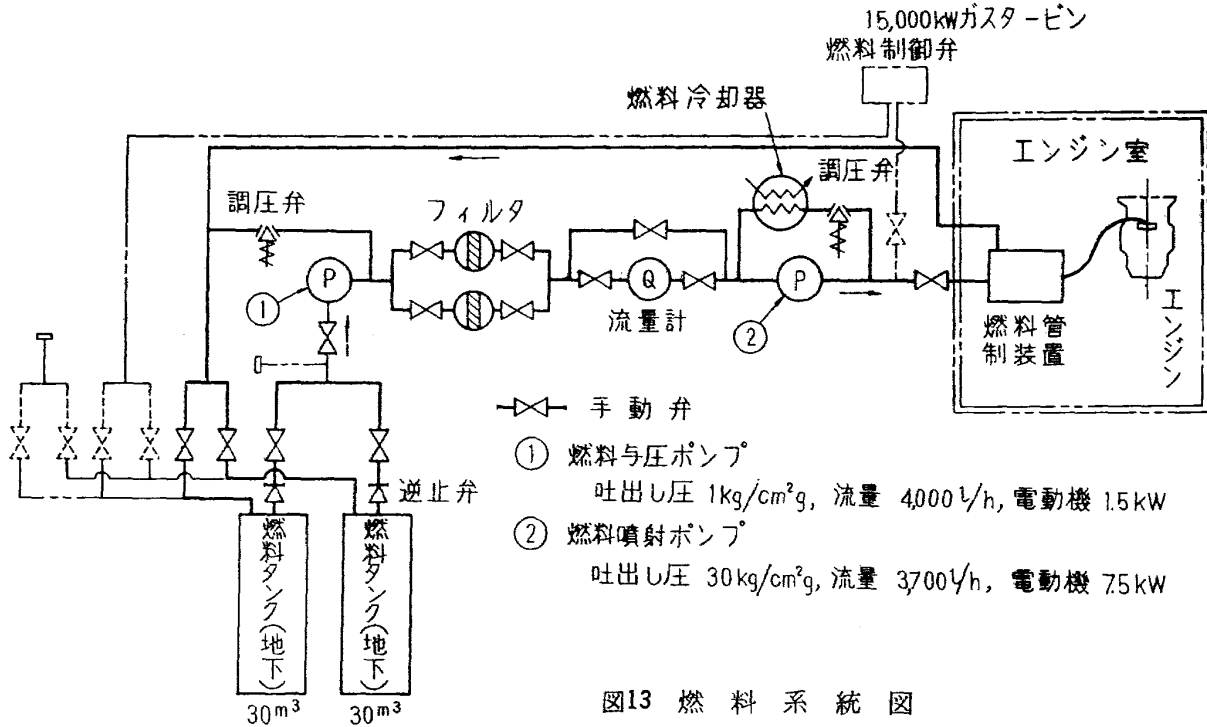 15,000kWガスタービン
燃料制御弁
燃料冷却器
エンジン室
調圧弁
調圧弁
フィルタ
P
①
Q
流量計
P
②
燃料管
制装置
エンジン
手動弁
① 燃料与圧ポンプ
吐出し圧 1kg/cm²g, 流量 4,000ℓ/h, 電動機 1.5kW
逆止弁
② 燃料噴射ポンプ
吐出し圧 30kg/cm²g, 流量 3,700ℓ/h, 電動機 7.5kW
燃料タンク(地下)
燃料タンク(地下)
30m³
30m³
図13 燃料系統図